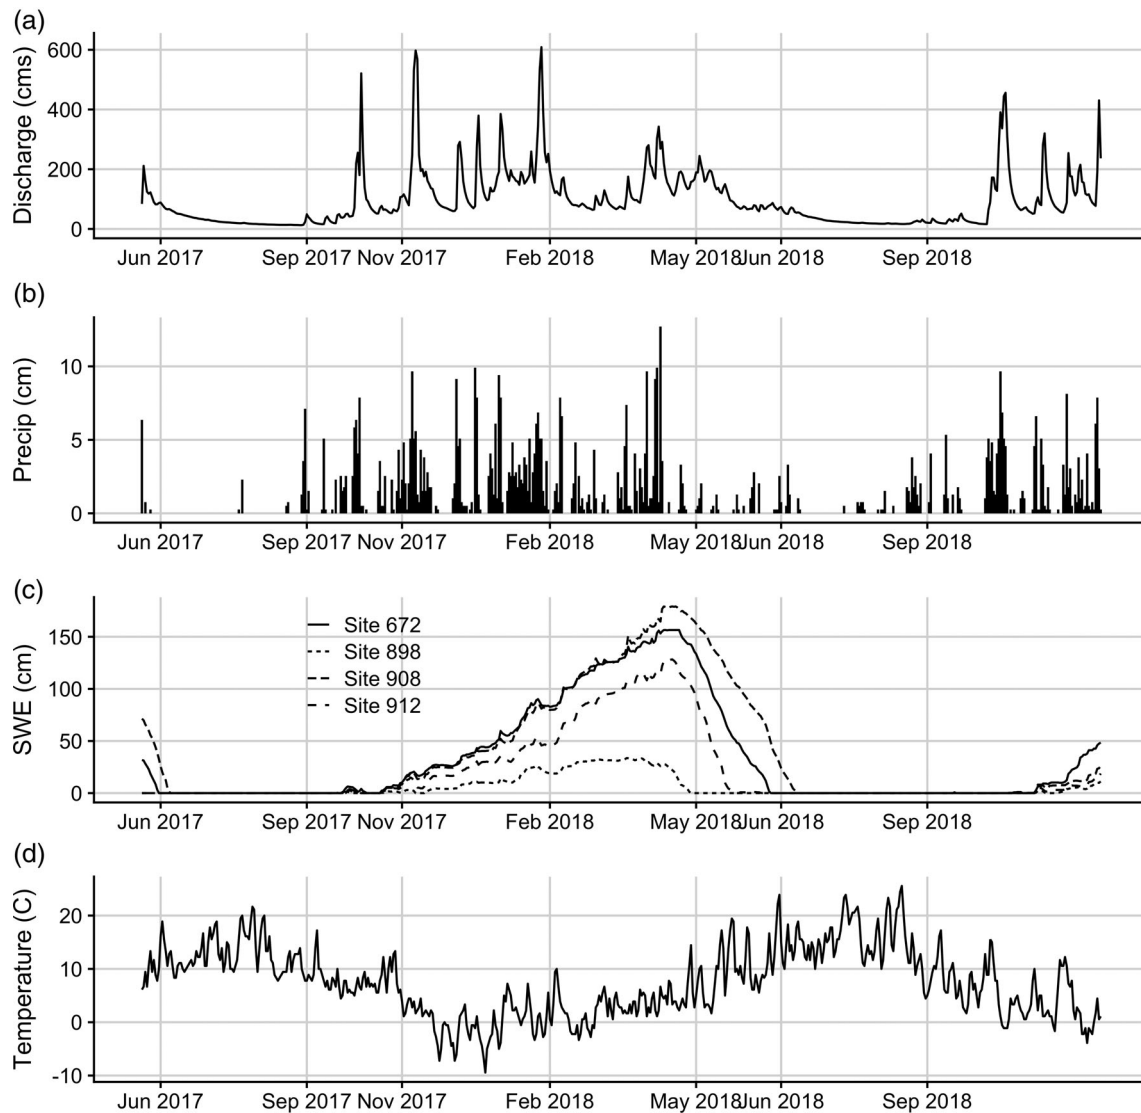 (a)
Discharge (cms)
600
400
200
0
Jun 2017 Sep 2017 Nov 2017 Feb 2018 May 2018 Jun 2018 Sep 2018
(b)
Precip (cm)
10
5
0
Jun 2017 Sep 2017 Nov 2017 Feb 2018 May 2018 Jun 2018 Sep 2018
(c)
SWE (cm)
150
100
50
0
Site 672
Site 898
Site 908
Site 912
Jun 2017 Sep 2017 Nov 2017 Feb 2018 May 2018 Jun 2018 Sep 2018
(d)
Temperature (C)
20
10
0
-10
Jun 2017 Sep 2017 Nov 2017 Feb 2018 May 2018 Jun 2018 Sep 2018